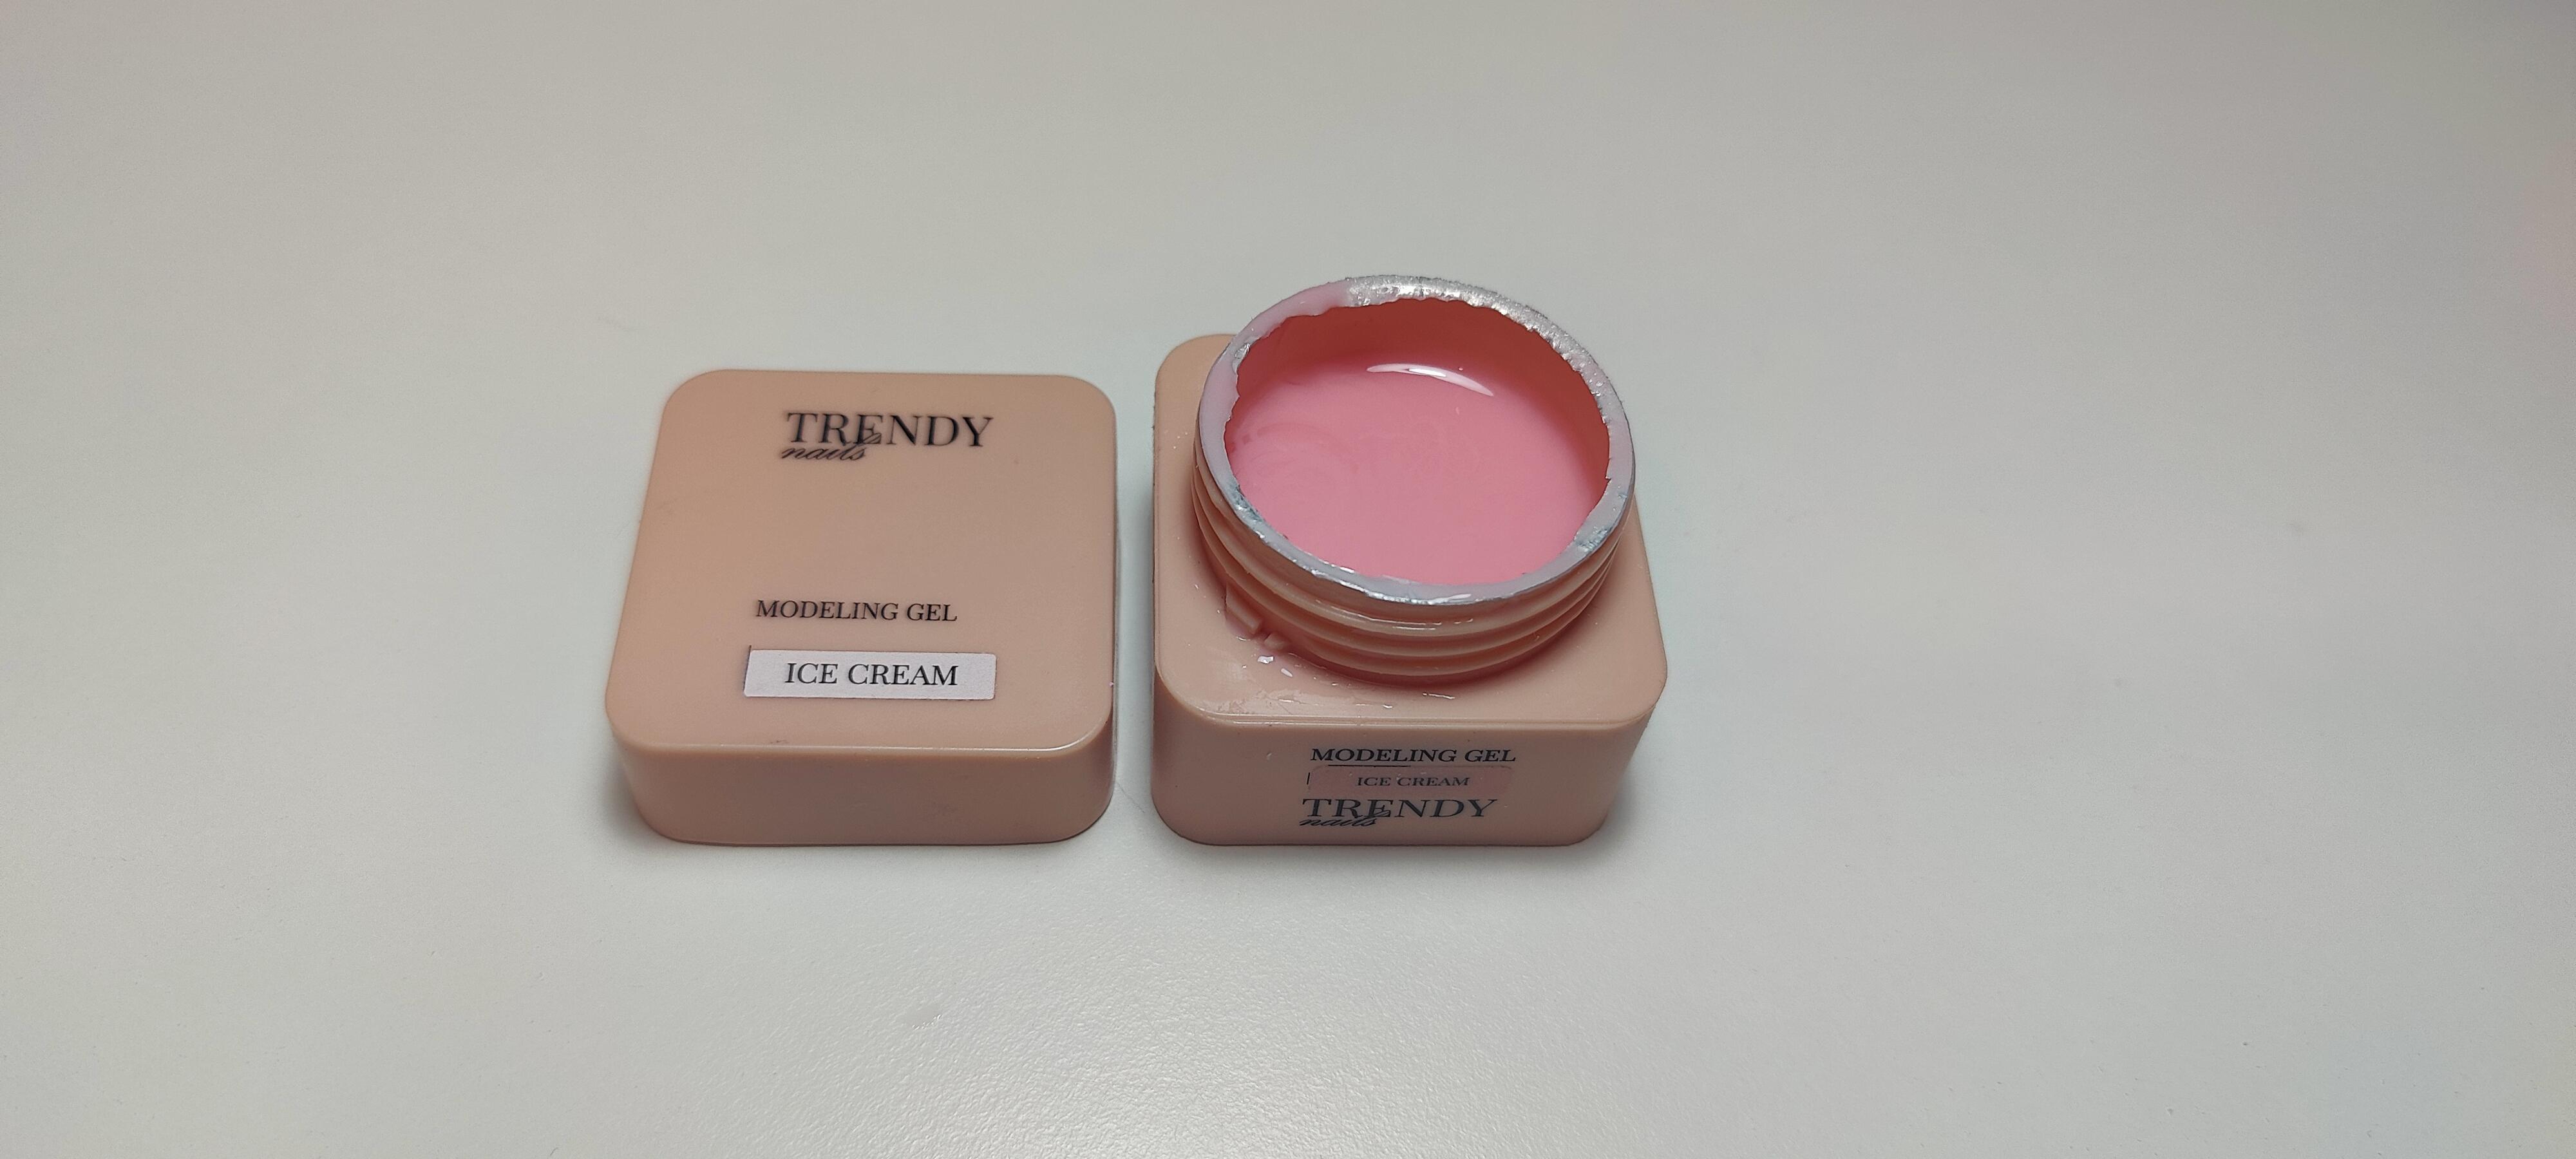 TRENDY
nails
MODELING GEL
ICE CREAM
MODELING GEL
ICE CREAM
TRENDY
nails